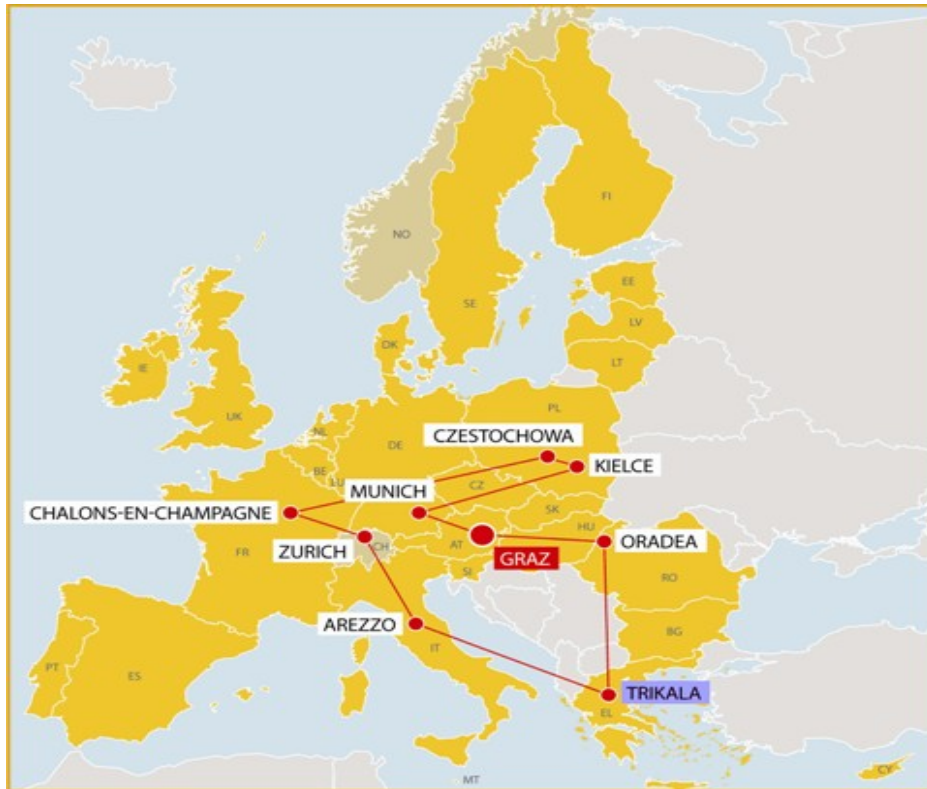 FI
NO
SE
EE
LV
LT
DK
IE
UK
NL
DE
PL
CZESTOCHOWA
BE
LU
KIELCE
MUNICH
CZ
CHALONS-EN-CHAMPAGNE
SK
HU
ORADEA
FR
ZURICH
CH
AT
GRAZ
SI
RO
AREZZO
IT
BG
PT
ES
TRIKALA
EL
MT
CY